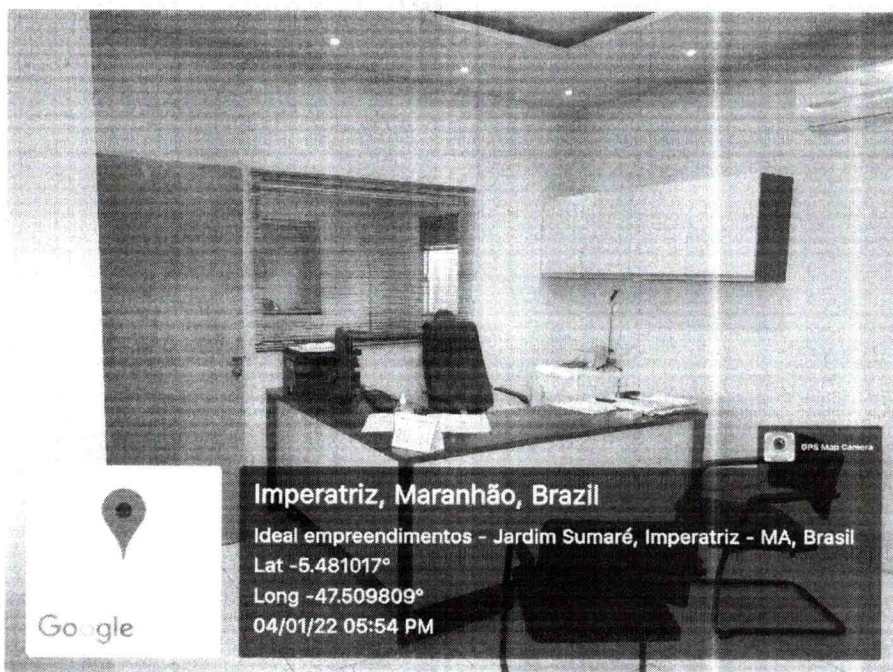 GPS Map Camera
Imperatriz, Maranhão, Brazil
Ideal empreendimentos - Jardim Sumaré, Imperatriz - MA, Brasil
Lat -5.481017°
Long -47.509809°
04/01/22 05:54 PM
Google